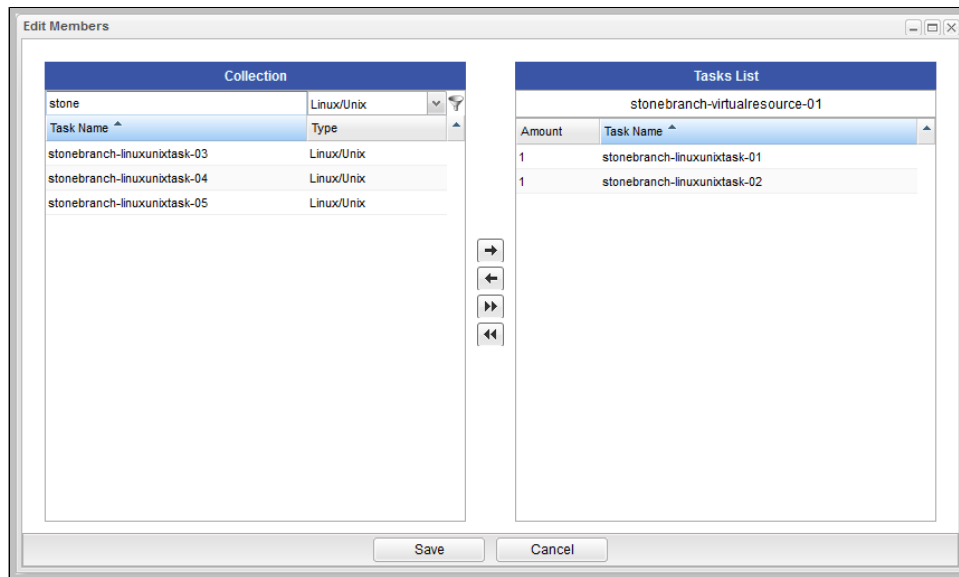 Edit Members
Collection
stone Linux/Unix
Task Name Type
stonebranch-linuxunixtask-03 Linux/Unix
stonebranch-linuxunixtask-04 Linux/Unix
stonebranch-linuxunixtask-05 Linux/Unix
Tasks List
stonebranch-virtualresource-01
Amount Task Name
1 stonebranch-linuxunixtask-01
1 stonebranch-linuxunixtask-02
Save Cancel